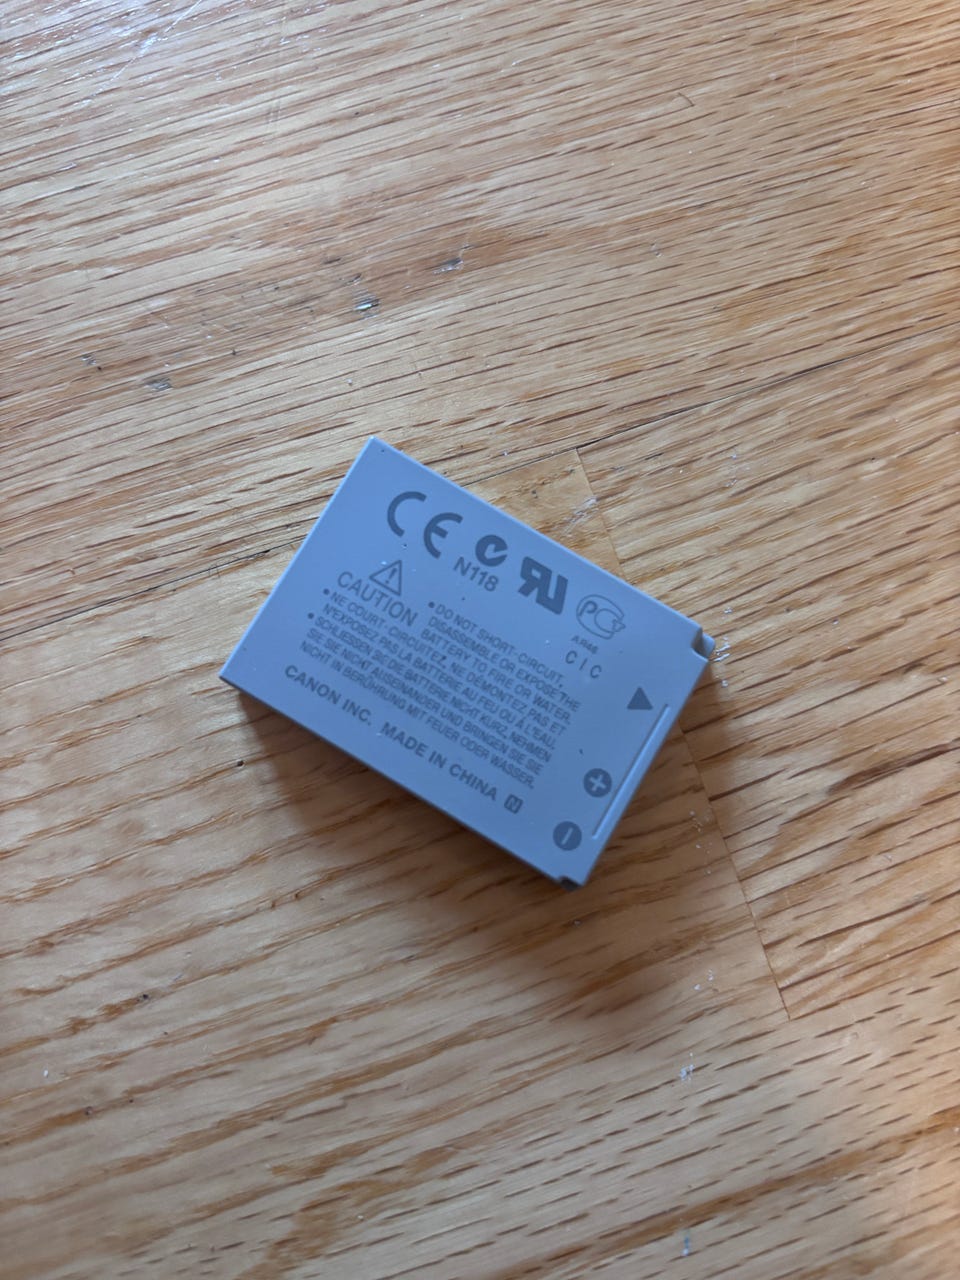 CE
N118
PG
AR46
CIC
CAUTION
• DO NOT SHORT-CIRCUIT,
DISASSEMBLE OR EXPOSE THE
BATTERY TO FIRE OR WATER.
• NE COURT-CIRCUITEZ, NE DÉMONTEZ PAS ET
N'EXPOSEZ PAS LA BATTERIE AU FEU OU À L'EAU.
• SCHLIESSEN SIE DIE BATTERIE NICHT KURZ, NEHMEN
SIE NICHT AUSEINANDER UND BRINGEN SIE SIE
NICHT IN BERÜHRUNG MIT FEUER ODER WASSER.
CANON INC. MADE IN CHINA N
+
−